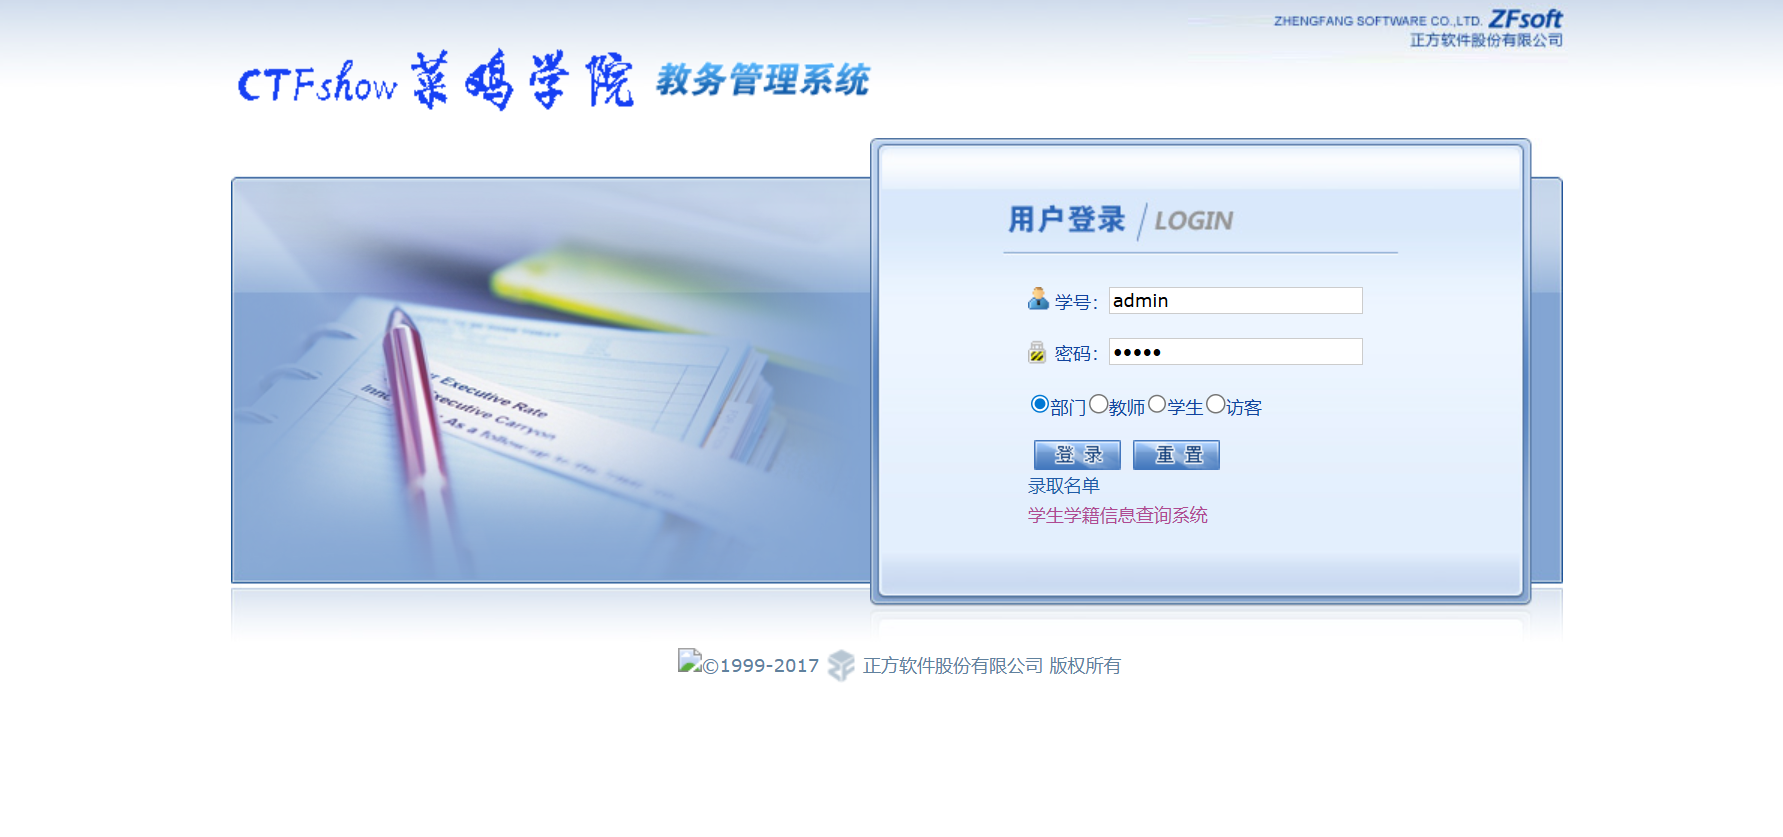 ZHENGFANG SOFTWARE CO.,LTD. ZFsoft
正方软件股份有限公司
CTFshow 菜鸡学院 教务管理系统
用户登录 / LOGIN
学号： admin
密码： •••••
部门 教师 学生 访客
登录 重置
录取名单
学生学籍信息查询系统
Executive Rate
Executive Carryon
As a follow-up to the
©1999-2017 正方软件股份有限公司 版权所有